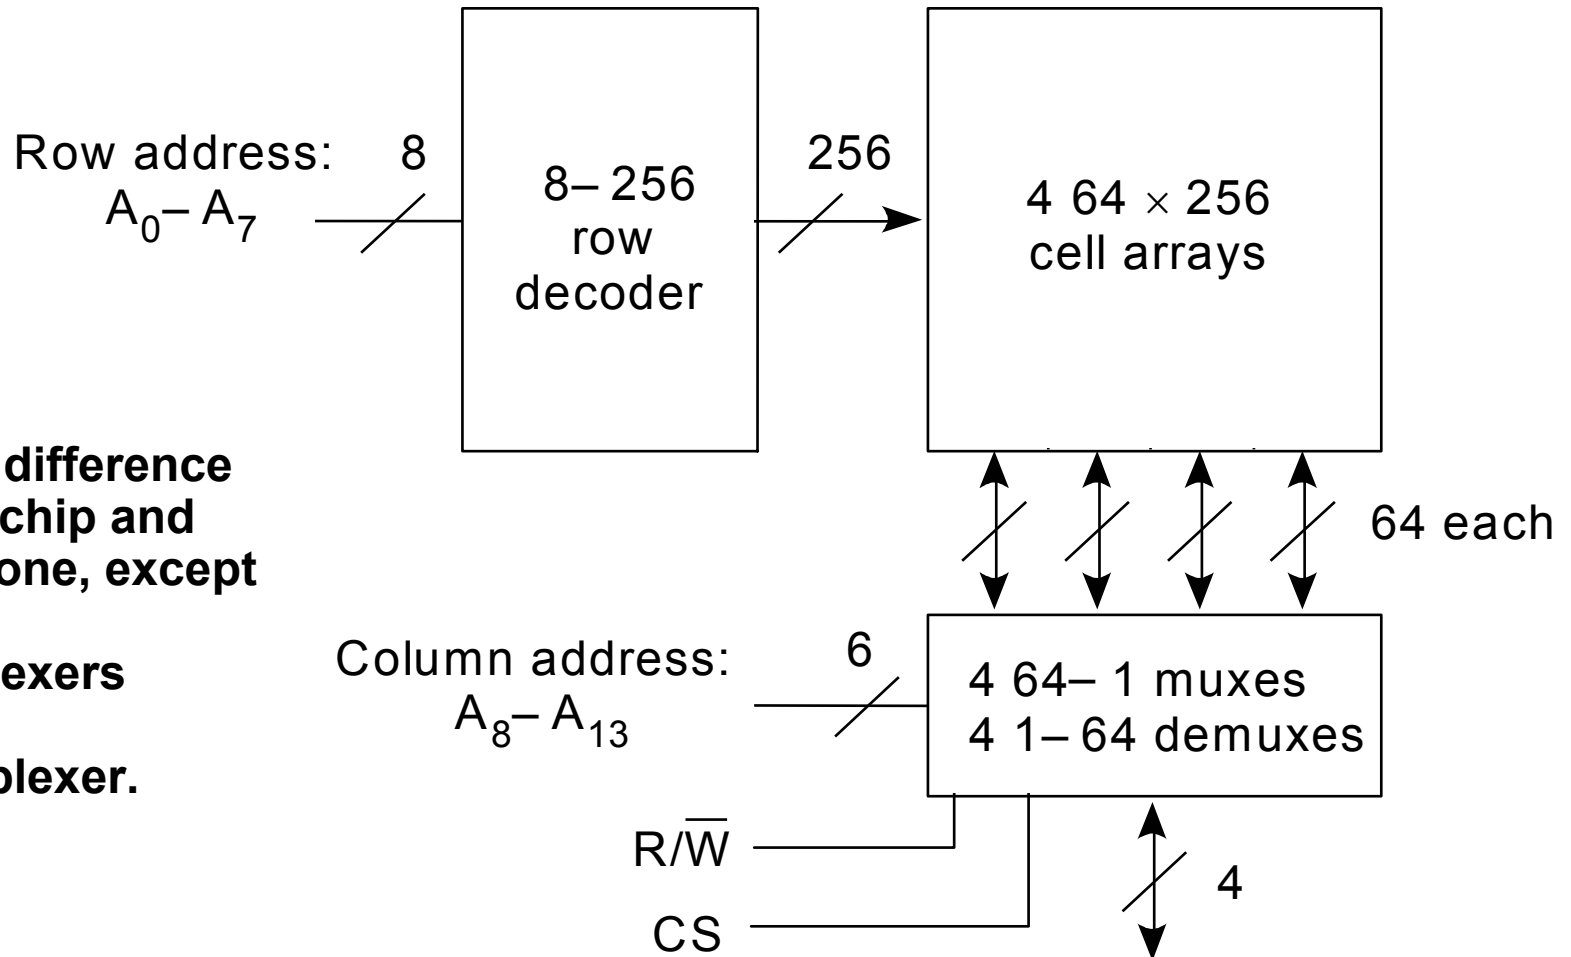 Row address:
A0– A7
8
8– 256
row
decoder
256
4 64 × 256
cell arrays
difference
chip and
one, except
64 each
Column address:
A8– A13
6
4 64– 1 muxes
4 1– 64 demuxes
exers
plexer.
R/W̅
CS
4